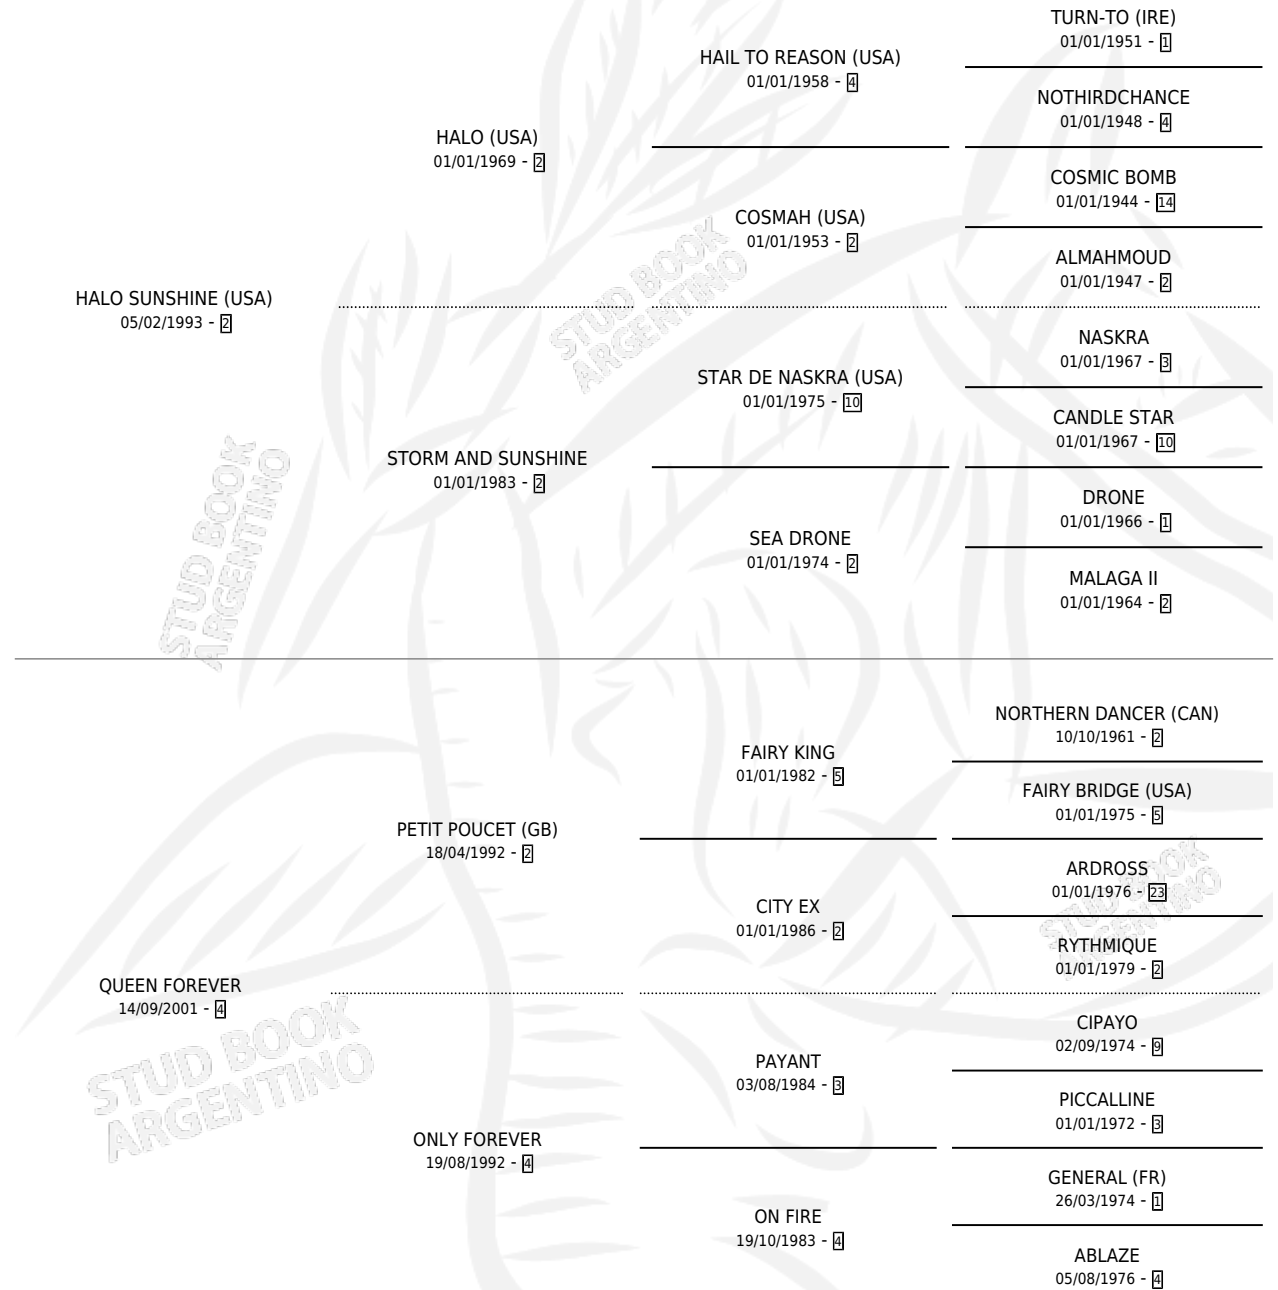 TURN-TO (IRE)
01/01/1951 - 1
HAIL TO REASON (USA)
01/01/1958 - 4
NOTHIRDCHANCE
01/01/1948 - 4
HALO (USA)
01/01/1969 - 2
COSMIC BOMB
01/01/1944 - 14
COSMAH (USA)
01/01/1953 - 2
ALMAHMOUD
01/01/1947 - 2
HALO SUNSHINE (USA)
05/02/1993 - 2
NASKRA
01/01/1967 - 3
STAR DE NASKRA (USA)
01/01/1975 - 10
CANDLE STAR
01/01/1967 - 10
STORM AND SUNSHINE
01/01/1983 - 2
DRONE
01/01/1966 - 1
SEA DRONE
01/01/1974 - 2
MALAGA II
01/01/1964 - 2
STUD BOOK
ARGENTINO
STUD BOOK
ARGENTINO
NORTHERN DANCER (CAN)
10/10/1961 - 2
FAIRY KING
01/01/1982 - 5
FAIRY BRIDGE (USA)
01/01/1975 - 5
PETIT POUCET (GB)
18/04/1992 - 2
ARDROSS
01/01/1976 - 23
CITY EX
01/01/1986 - 2
RYTHMIQUE
01/01/1979 - 2
QUEEN FOREVER
14/09/2001 - 4
CIPAYO
02/09/1974 - 9
PAYANT
03/08/1984 - 3
PICCALLINE
01/01/1972 - 3
ONLY FOREVER
19/08/1992 - 4
GENERAL (FR)
26/03/1974 - 1
ON FIRE
19/10/1983 - 4
ABLAZE
05/08/1976 - 4
STUD BOOK
ARGENTINO
STUD BOOK
ARGENTINO